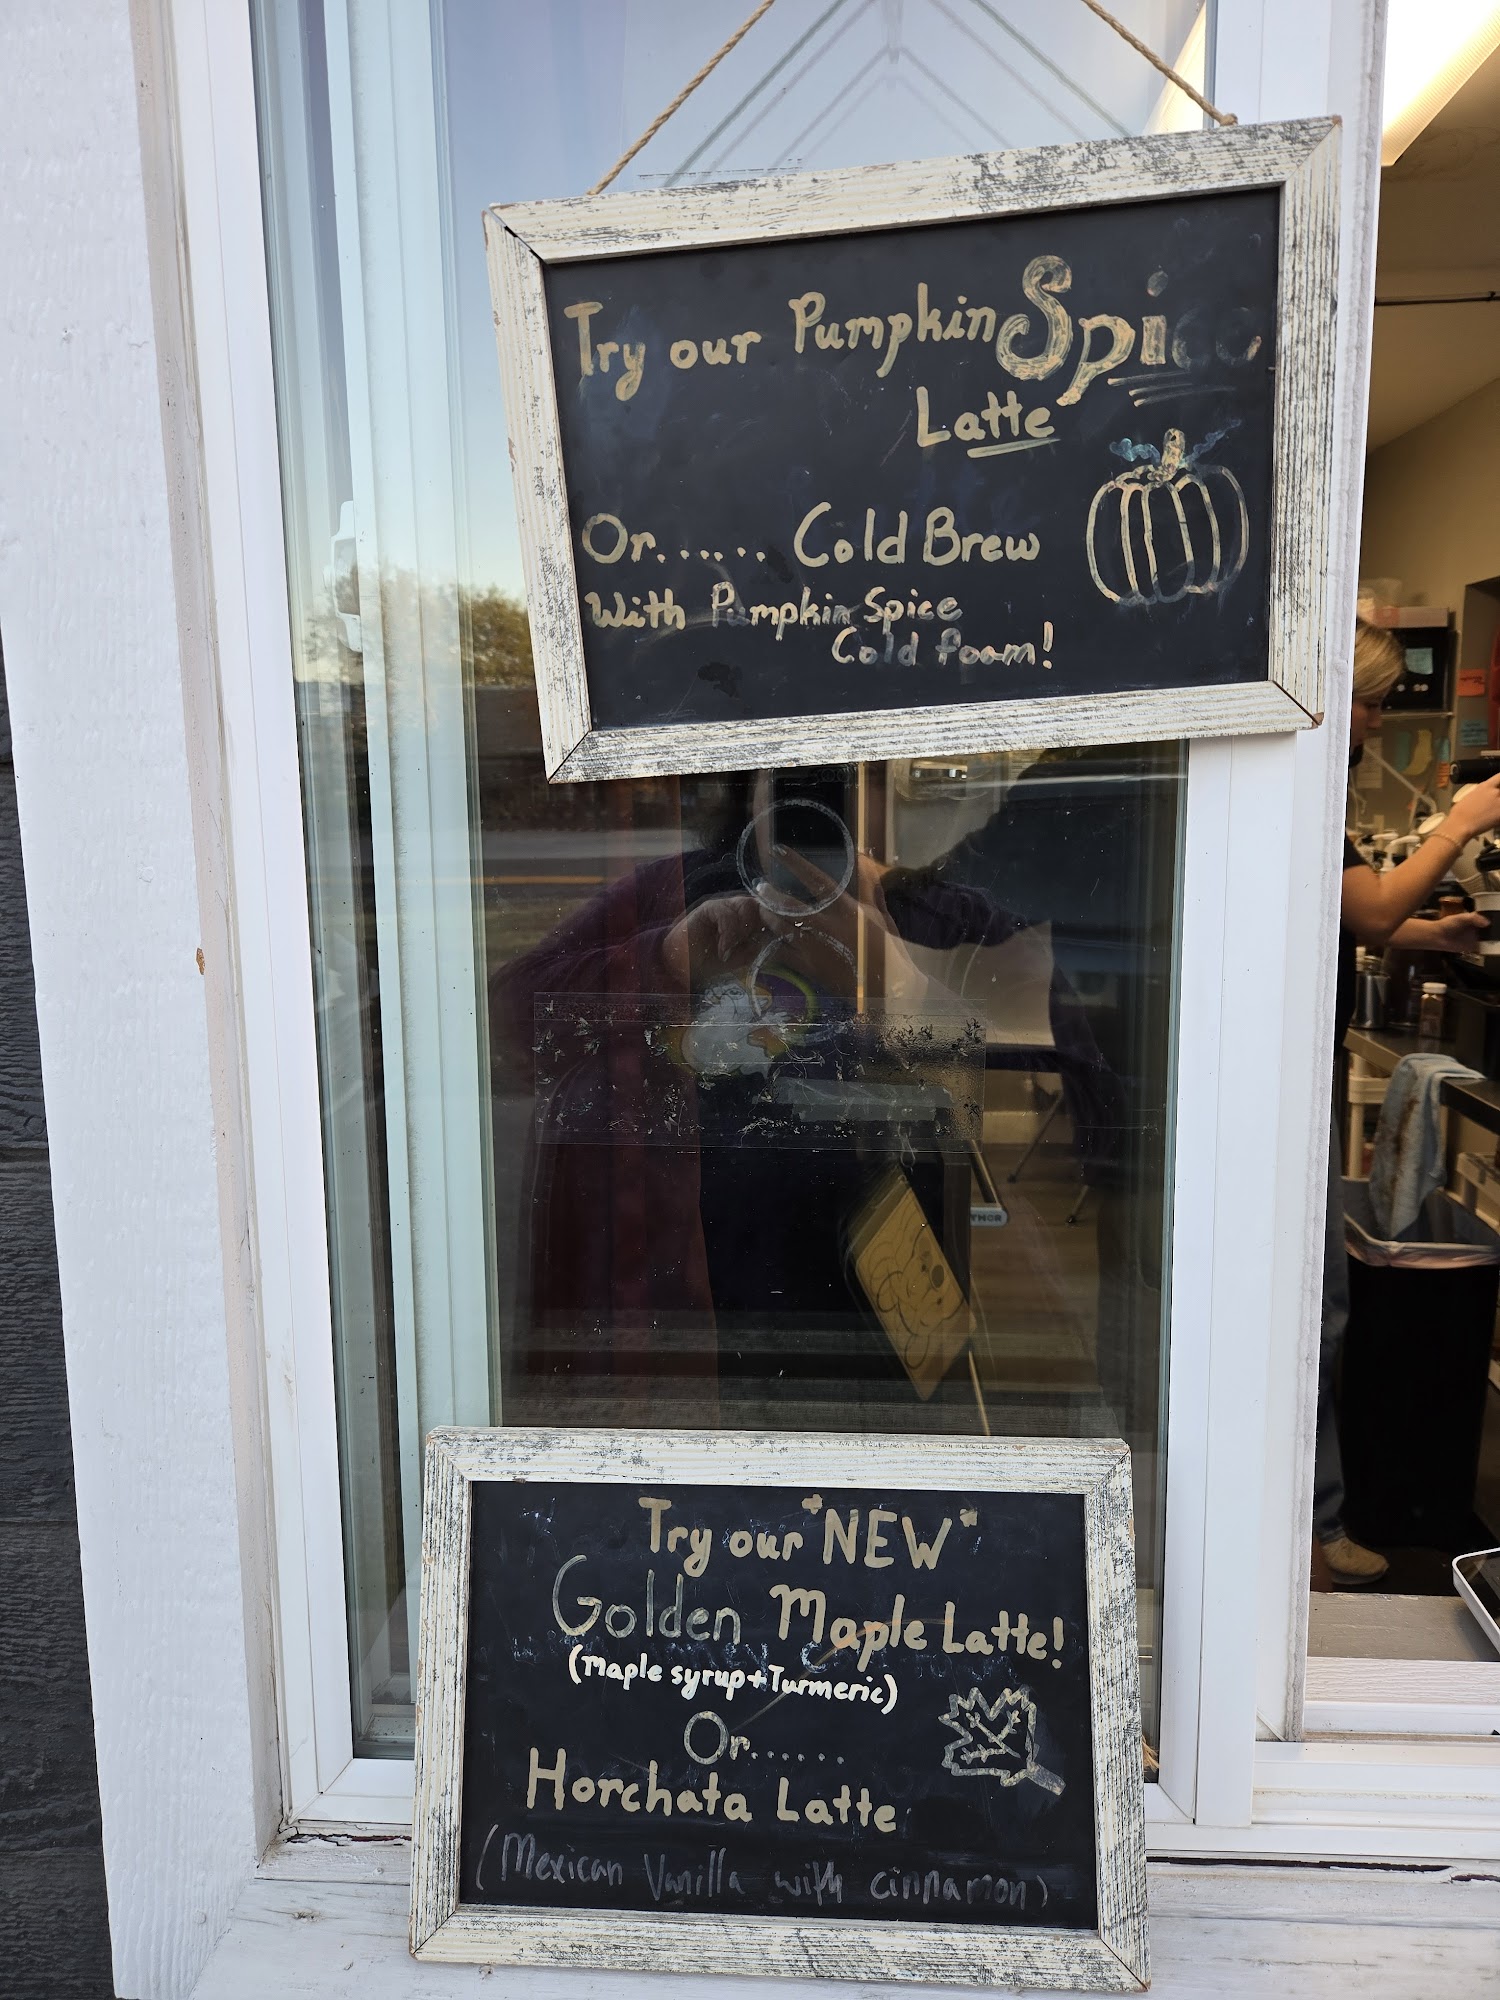 Try our Pumpkin Spice
Latte
Or...... Cold Brew
With Pumpkin Spice
Cold foam!
THOR
Try our "NEW"
Golden Maple Latte!
(Maple syrup+Turmeric)
Or......
Horchata Latte
(Mexican Vanilla with cinnamon)